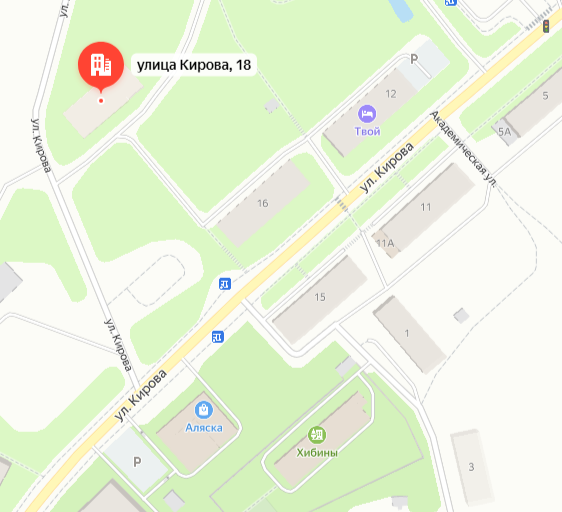 ул.
улица Кирова, 18
P
12
5
Твой
5А
Академическая ул.
ул. Кирова
ул. Кирова
16
11
11А
15
1
ул. Кирова
ул. Кирова
Аляска
Хибины
P
3